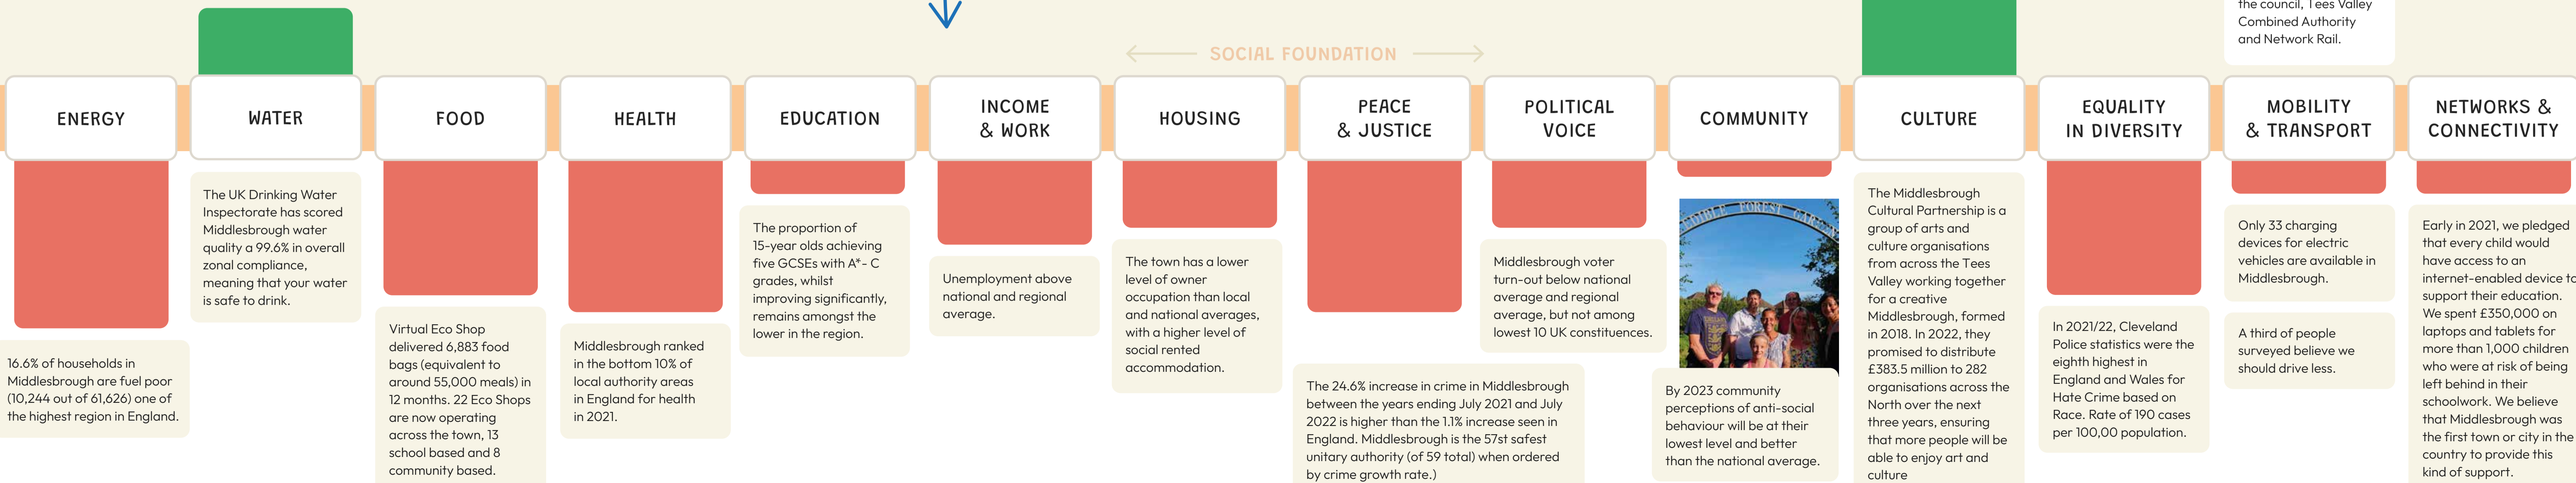 the council, Tees Valley
Combined Authority
and Network Rail.
SOCIAL FOUNDATION
ENERGY
WATER
FOOD
HEALTH
EDUCATION
INCOME
& WORK
HOUSING
PEACE
& JUSTICE
POLITICAL
VOICE
COMMUNITY
CULTURE
EQUALITY
IN DIVERSITY
MOBILITY
& TRANSPORT
NETWORKS &
CONNECTIVITY
16.6% of households in
Middlesbrough are fuel poor
(10,244 out of 61,626) one of
the highest region in England.
The UK Drinking Water
Inspectorate has scored
Middlesbrough water
quality a 99.6% in overall
zonal compliance,
meaning that your water
is safe to drink.
Virtual Eco Shop
delivered 6,883 food
bags (equivalent to
around 55,000 meals) in
12 months. 22 Eco Shops
are now operating
across the town, 13
school based and 8
community based.
Middlesbrough ranked
in the bottom 10% of
local authority areas
in England for health
in 2021.
The proportion of
15-year olds achieving
five GCSEs with A*- C
grades, whilst
improving significantly,
remains amongst the
lower in the region.
Unemployment above
national and regional
average.
The town has a lower
level of owner
occupation than local
and national averages,
with a higher level of
social rented
accommodation.
The 24.6% increase in crime in Middlesbrough
between the years ending July 2021 and July
2022 is higher than the 1.1% increase seen in
England. Middlesbrough is the 57st safest
unitary authority (of 59 total) when ordered
by crime growth rate.)
Middlesbrough voter
turn-out below national
average and regional
average, but not among
lowest 10 UK constituences.
EDIBLE FOREST GARDEN
By 2023 community
perceptions of anti-social
behaviour will be at their
lowest level and better
than the national average.
The Middlesbrough
Cultural Partnership is a
group of arts and
culture organisations
from across the Tees
Valley working together
for a creative
Middlesbrough, formed
in 2018. In 2022, they
promised to distribute
£383.5 million to 282
organisations across the
North over the next
three years, ensuring
that more people will be
able to enjoy art and
culture
In 2021/22, Cleveland
Police statistics were the
eighth highest in
England and Wales for
Hate Crime based on
Race. Rate of 190 cases
per 100,00 population.
Only 33 charging
devices for electric
vehicles are available in
Middlesbrough.
A third of people
surveyed believe we
should drive less.
Early in 2021, we pledged
that every child would
have access to an
internet-enabled device to
support their education.
We spent £350,000 on
laptops and tablets for
more than 1,000 children
who were at risk of being
left behind in their
schoolwork. We believe
that Middlesbrough was
the first town or city in the
country to provide this
kind of support.